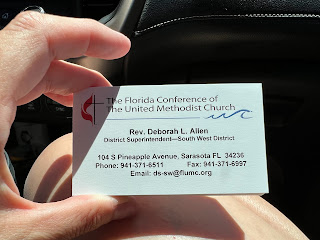 The Florida Conference of
The United Methodist Church
Rev. Deborah L. Allen
District Superintendent—South West District
104 S Pineapple Avenue, Sarasota FL 34236
Phone: 941-371-6511 Fax: 941-371-6997
Email: ds-sw@flumc.org